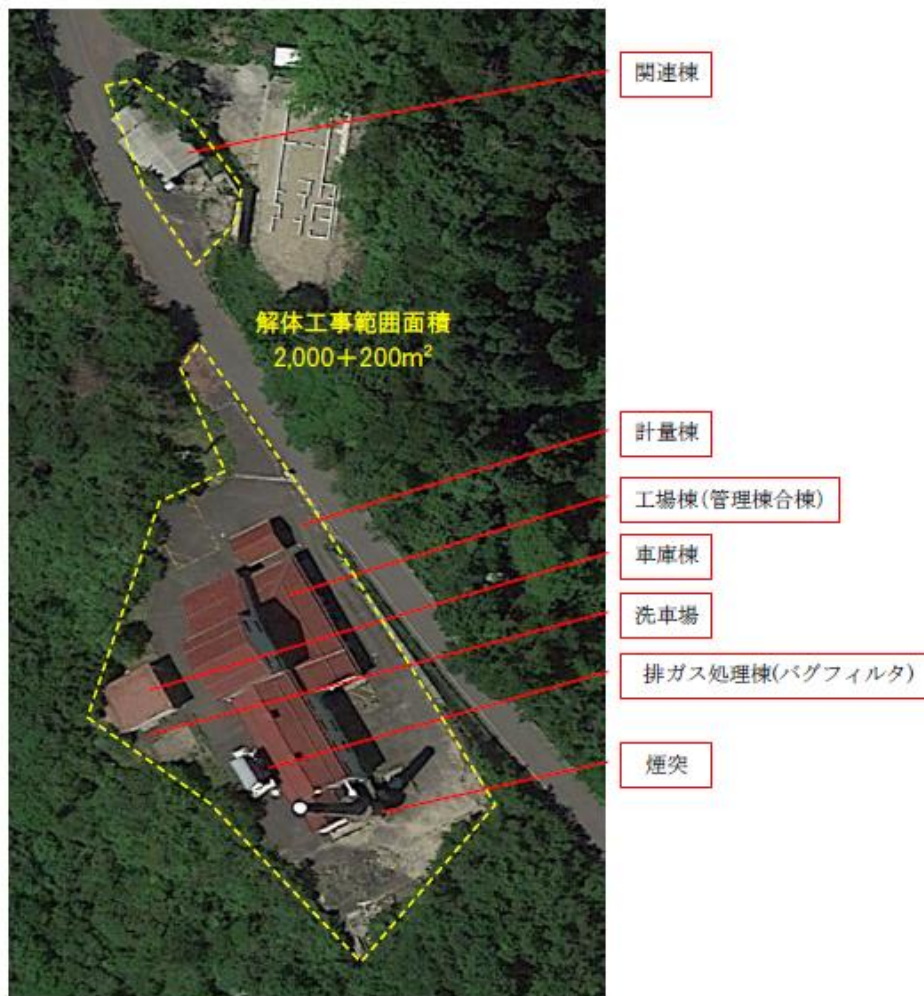 関連棟
解体工事範囲面積
2,000+200m²
計量棟
工場棟(管理棟合棟)
車庫棟
洗車場
排ガス処理棟(バグフィルタ)
煙突